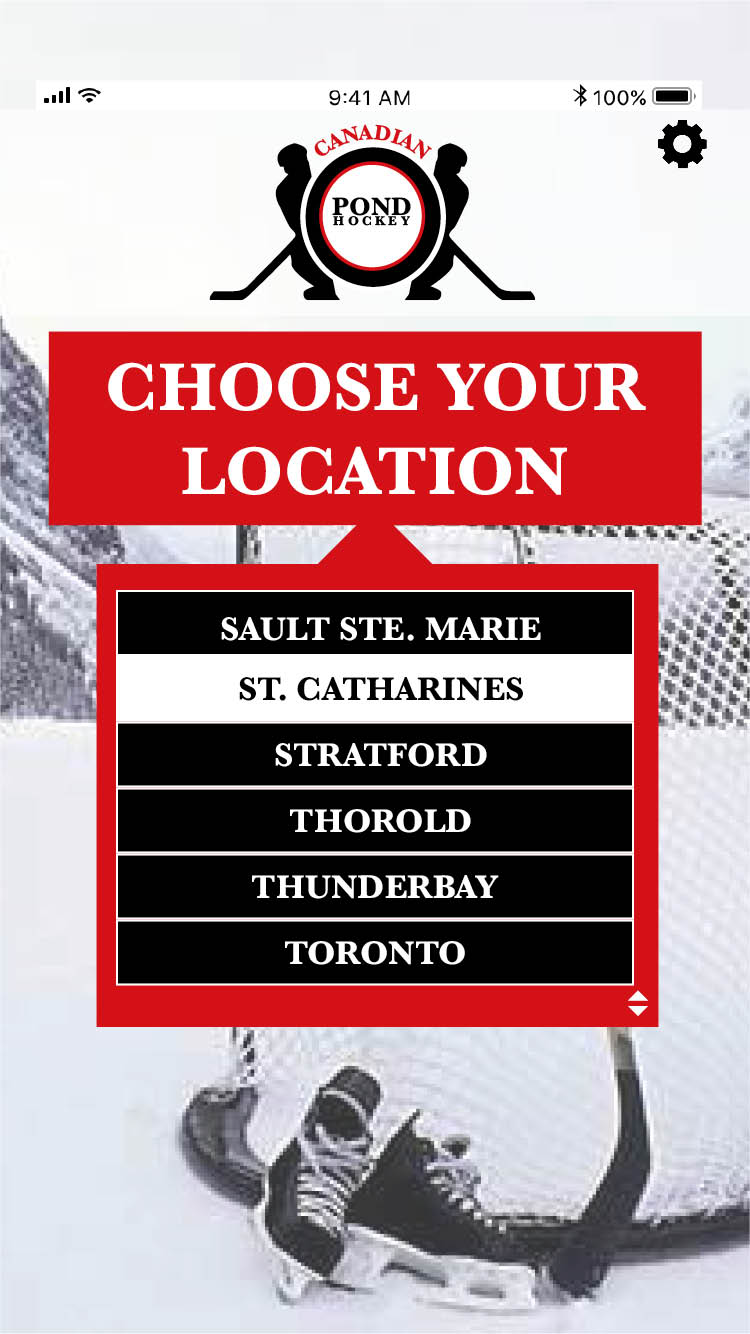 9:41 AM
100%
CANADIAN
POND
HOCKEY
CHOOSE YOUR
LOCATION
SAULT STE. MARIE
ST. CATHARINES
STRATFORD
THOROLD
THUNDERBAY
TORONTO